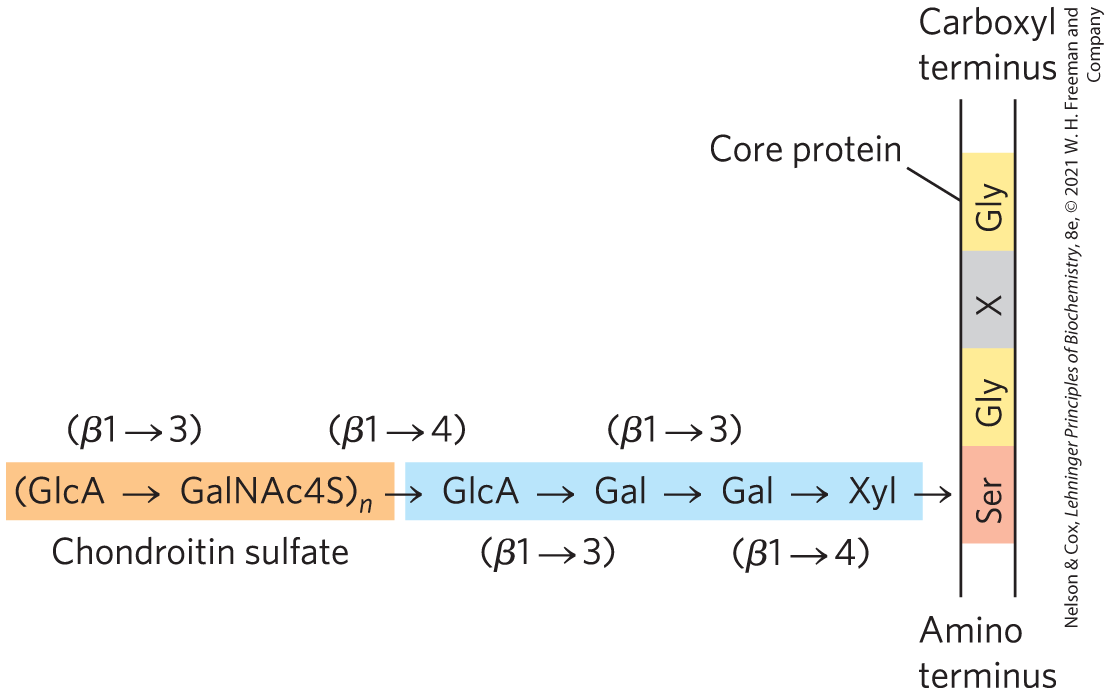 Carboxyl
terminus
Core protein
Gly
X
Gly
Ser
(β1→3) (β1→4) (β1→3)
(GlcA → GalNAc4S)n → GlcA → Gal → Gal → Xyl →
Chondroitin sulfate
(β1→3) (β1→4)
Amino
terminus
Nelson & Cox, Lehninger Principles of Biochemistry, 8e, © 2021 W. H. Freeman and
Company